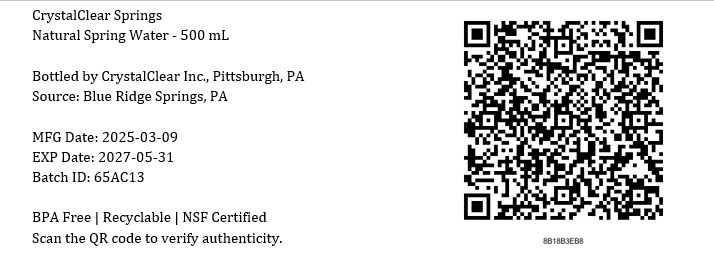 CrystalClear Springs
Natural Spring Water - 500 mL
Bottled by CrystalClear Inc., Pittsburgh, PA
Source: Blue Ridge Springs, PA
MFG Date: 2025-03-09
EXP Date: 2027-05-31
Batch ID: 65AC13
BPA Free | Recyclable | NSF Certified
Scan the QR code to verify authenticity.
8B18B3EB8